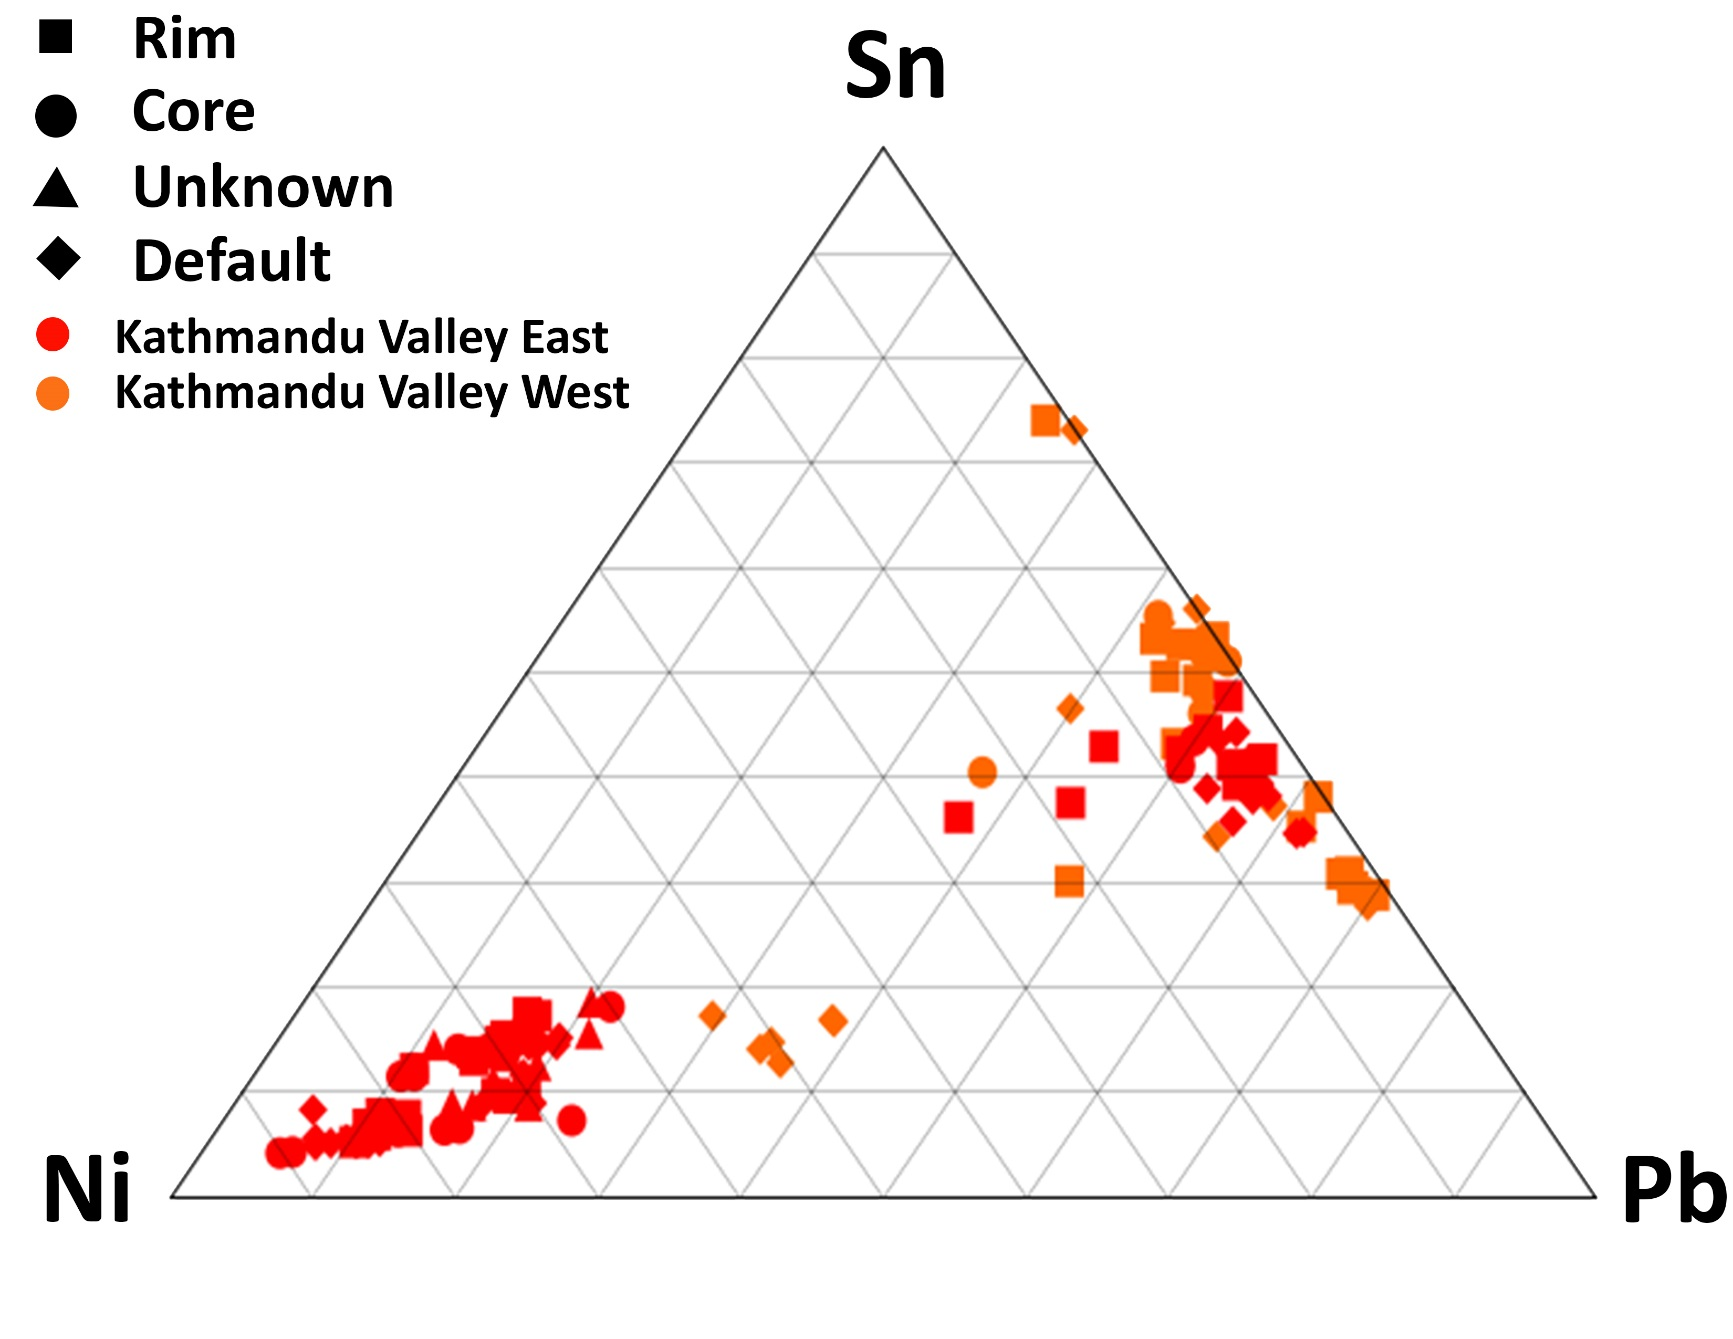 Rim
Core
Unknown
Default
Kathmandu Valley East
Kathmandu Valley West
Sn
Ni
Pb